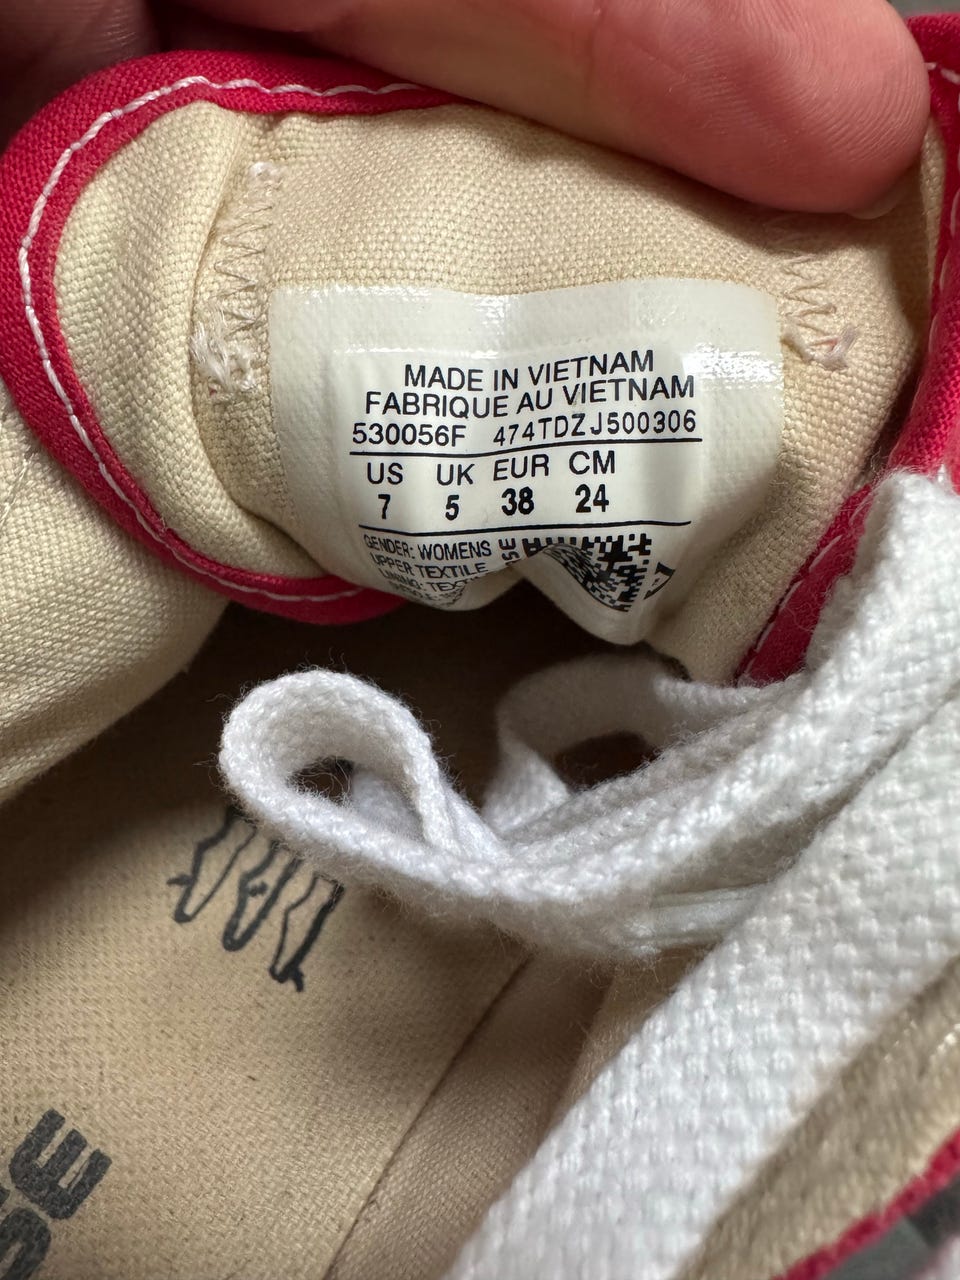 MADE IN VIETNAM
FABRIQUE AU VIETNAM
530056F 474TDZJ500306
US UK EUR CM
7 5 38 24
GENDER: WOMENS
UPPER:TEXTILE
LINING: